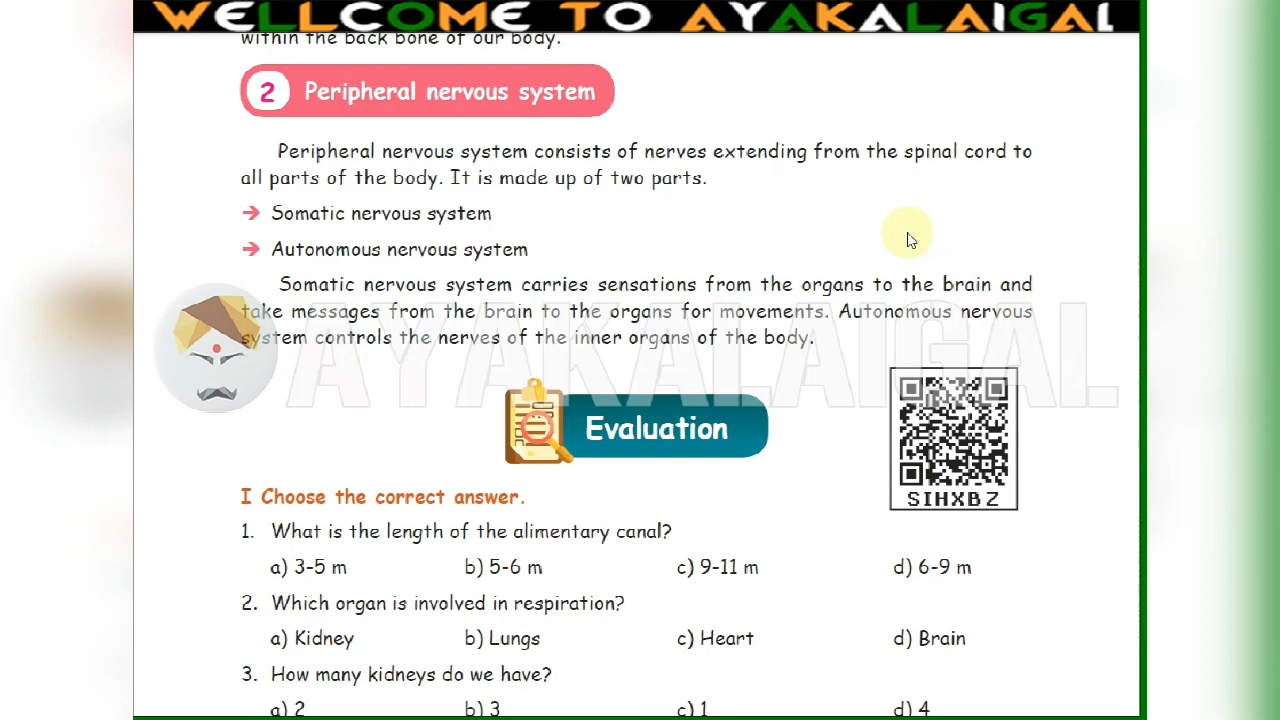 WELLCOME TO AYAKALAIGAL
within the back bone of our body.
2 Peripheral nervous system
Peripheral nervous system consists of nerves extending from the spinal cord to
all parts of the body. It is made up of two parts.
➔ Somatic nervous system
➔ Autonomous nervous system
Somatic nervous system carries sensations from the organs to the brain and
take messages from the brain to the organs for movements. Autonomous nervous
system controls the nerves of the inner organs of the body.
AYAKALAIGAL
Evaluation
SIHXBZ
I Choose the correct answer.
1. What is the length of the alimentary canal?
a) 3-5 m b) 5-6 m c) 9-11 m d) 6-9 m
2. Which organ is involved in respiration?
a) Kidney b) Lungs c) Heart d) Brain
3. How many kidneys do we have?
a) 2 b) 3 c) 1 d) 4